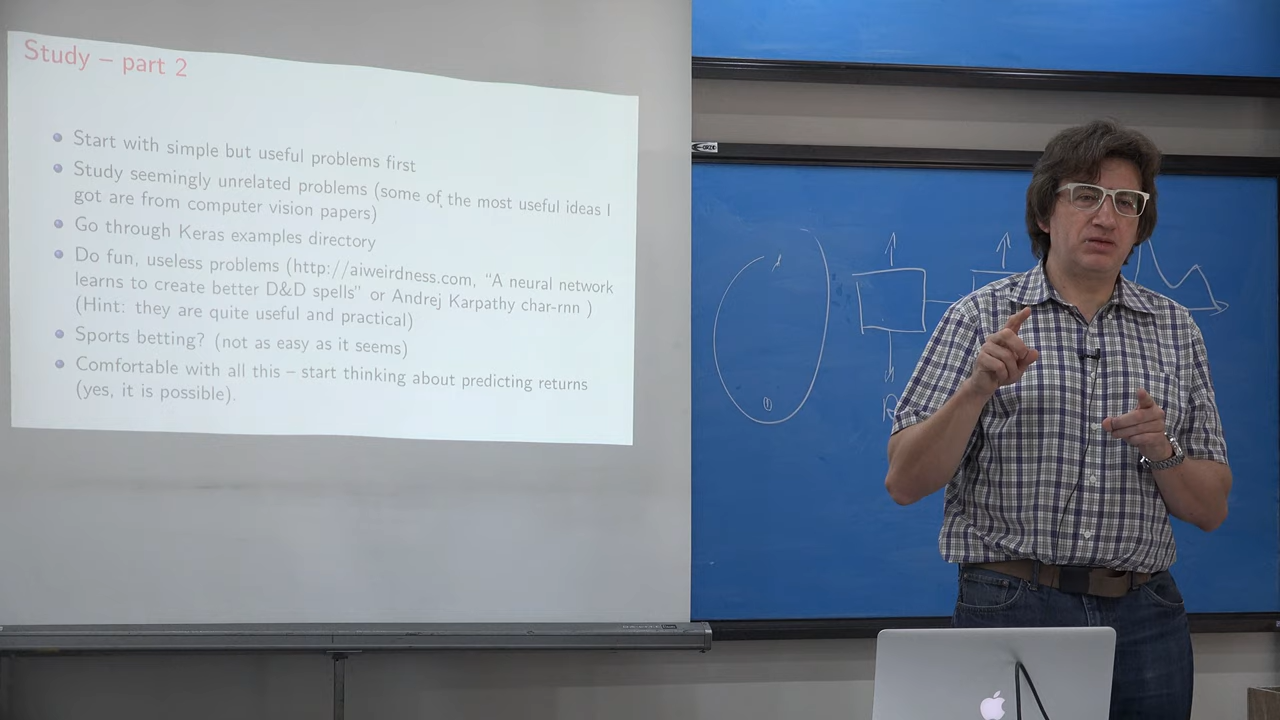 Study – part 2
Start with simple but useful problems first
Study seemingly unrelated problems (some of the most useful ideas I
got are from computer vision papers)
Go through Keras examples directory
Do fun, useless problems (http://aiweirdness.com, “A neural network
learns to create better D&D spells” or Andrej Karpathy char-rnn )
(Hint: they are quite useful and practical)
Sports betting? (not as easy as it seems)
Comfortable with all this – start thinking about predicting returns
(yes, it is possible).